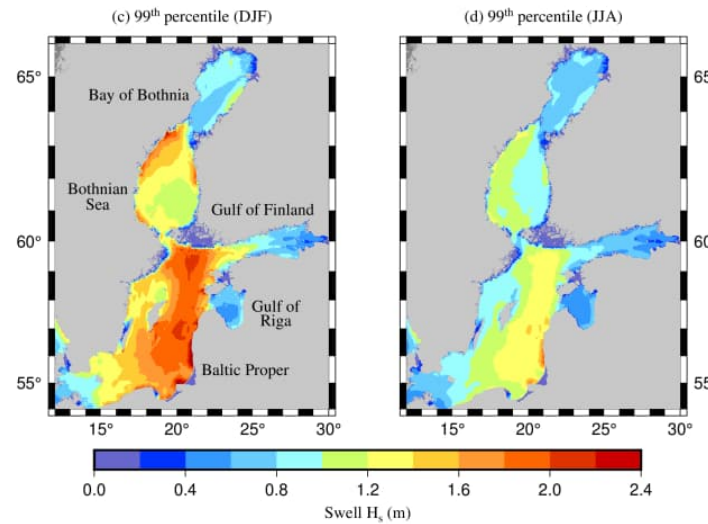 (c) 99th percentile (DJF)
(d) 99th percentile (JJA)
65°
65
Bay of Bothnia
Bothnian
Sea
Gulf of Finland
60°
60°
60
Gulf of
Riga
Baltic Proper
55°
55°
55
15° 20° 25° 30°
15° 20° 25° 30°
0.0 0.4 0.8 1.2 1.6 2.0 2.4
Swell Hs (m)